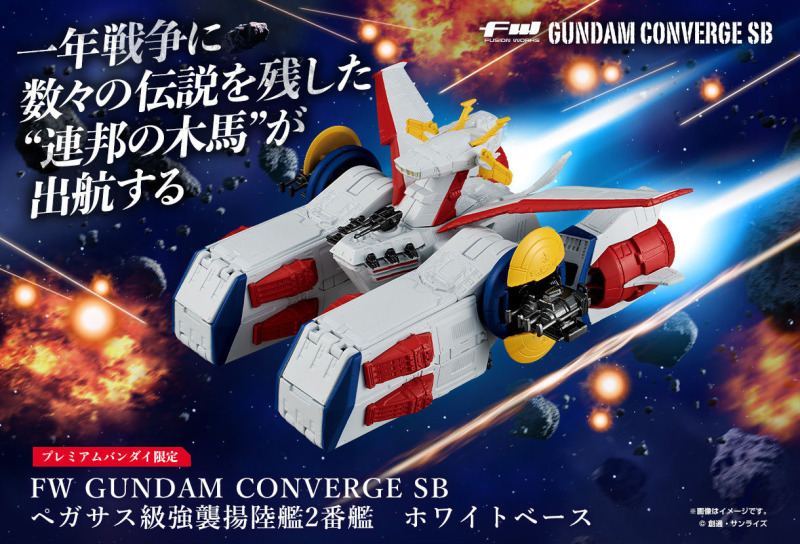 FW
FUSION WORKS
GUNDAM CONVERGE SB
一年戦争に
数々の伝説を残した
“連邦の木馬”が
出航する
プレミアムバンダイ限定
FW GUNDAM CONVERGE SB
ペガサス級強襲揚陸艦2番艦　ホワイトベース
※画像はイメージです。
© 創通・サンライズ